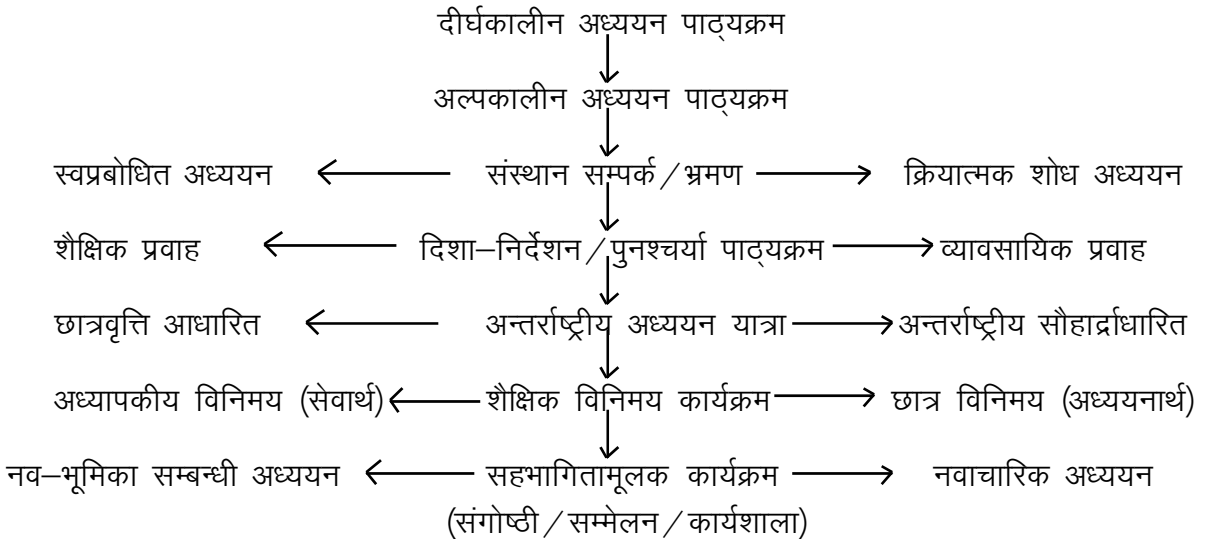 दीर्घकालीन अध्ययन पाठ्यक्रम
अल्पकालीन अध्ययन पाठ्यक्रम
स्वप्रबोधित अध्ययन संस्थान सम्पर्क/भ्रमण क्रियात्मक शोध अध्ययन
शैक्षिक प्रवाह दिशा–निर्देशन/पुनश्चर्या पाठ्यक्रम व्यावसायिक प्रवाह
छात्रवृत्ति आधारित अन्तर्राष्ट्रीय अध्ययन यात्रा अन्तर्राष्ट्रीय सौहार्द्राधारित
अध्यापकीय विनिमय (सेवार्थ) शैक्षिक विनिमय कार्यक्रम छात्र विनिमय (अध्ययनार्थ)
नव–भूमिका सम्बन्धी अध्ययन सहभागितामूलक कार्यक्रम नवाचारिक अध्ययन
(संगोष्ठी/सम्मेलन/कार्यशाला)